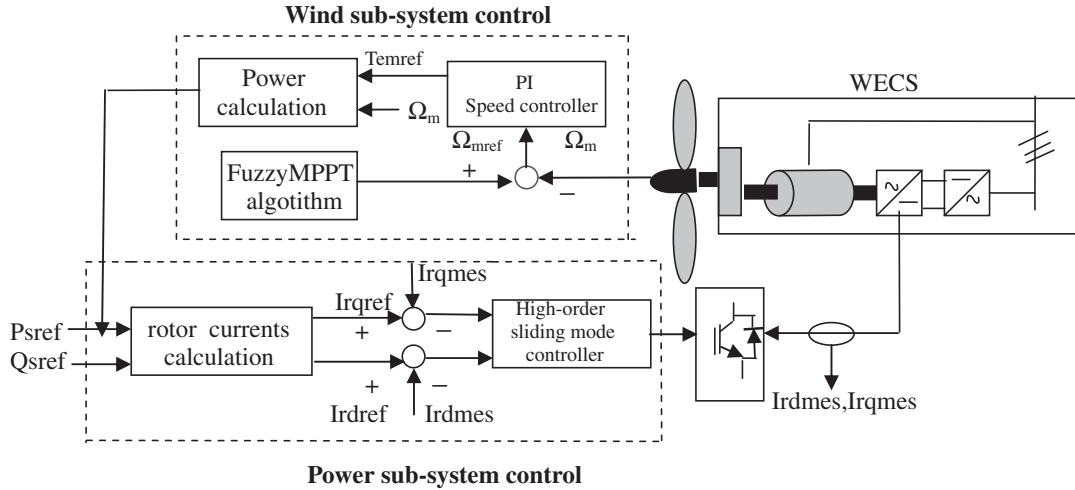 Wind sub-system control
Temref
Power
calculation
PI
Speed controller
Ωm
Ωmref
Ωm
WECS
FuzzyMPPT
algotithm
+
−
Irqmes
Irqref
Psref
Qsref
rotor currents
calculation
+
−
High-order
sliding mode
controller
+
−
Irdref
Irdmes
Irdmes,Irqmes
Power sub-system control